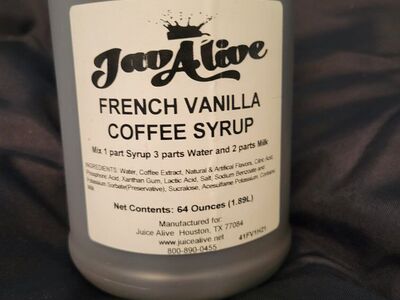 JavAlive
FRENCH VANILLA
COFFEE SYRUP
Mix 1 part Syrup 3 parts Water and 2 parts Milk
INGREDIENTS: Water, Coffee Extract, Natural & Artifical Flavors, Citric Acid,
Phosphoric Acid, Xanthan Gum, Lactic Acid, Salt, Sodium Benzoate and
Potassium Sorbate(Preservative), Sucralose, Acesulfame Potassium, Contains
Milk
Net Contents: 64 Ounces (1.89L)
Manufactured for:
Juice Alive Houston, TX 77084
www.juicealive.net 41FV1H21
800-890-0455